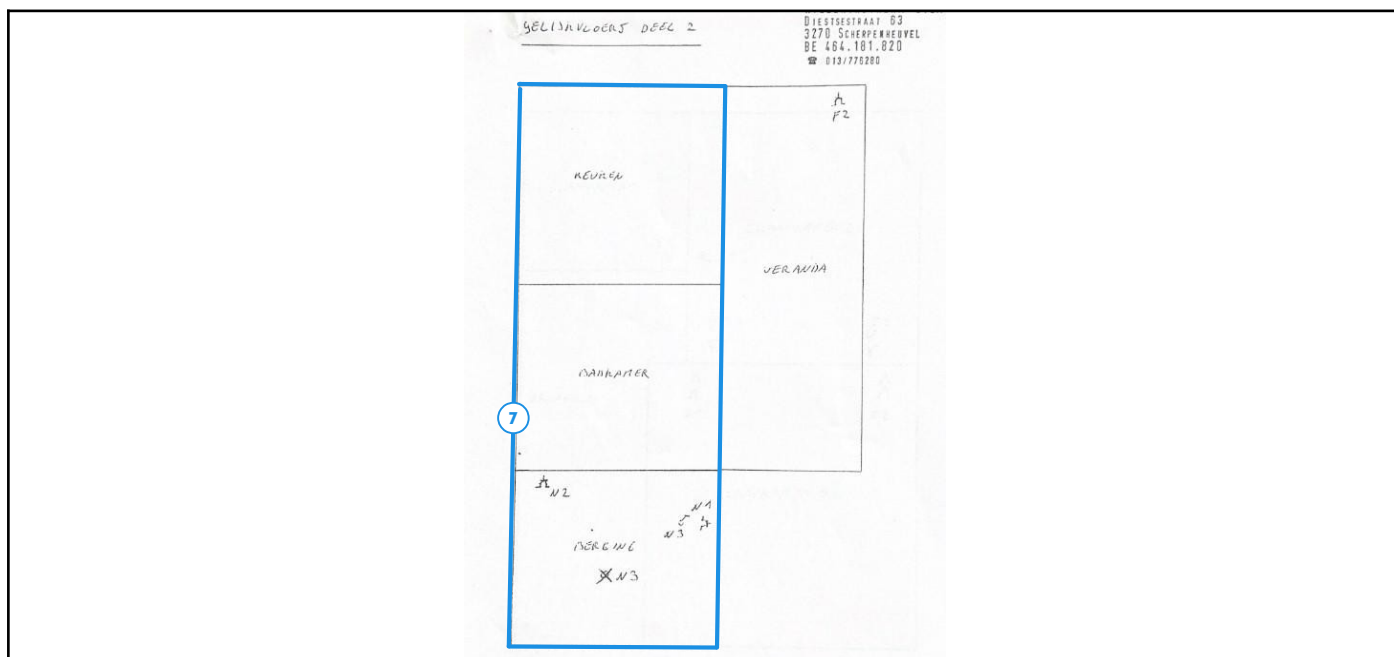 GELIJKVLOERS DEEL 2
DIESTSESTRAAT 63
3270 SCHERPENHEUVEL
BE 464.181.820
☎ 013/776280
F2
KEUKEN
VERANDA
BADKAMER
7
N2
N1
N3
BERGING
N3